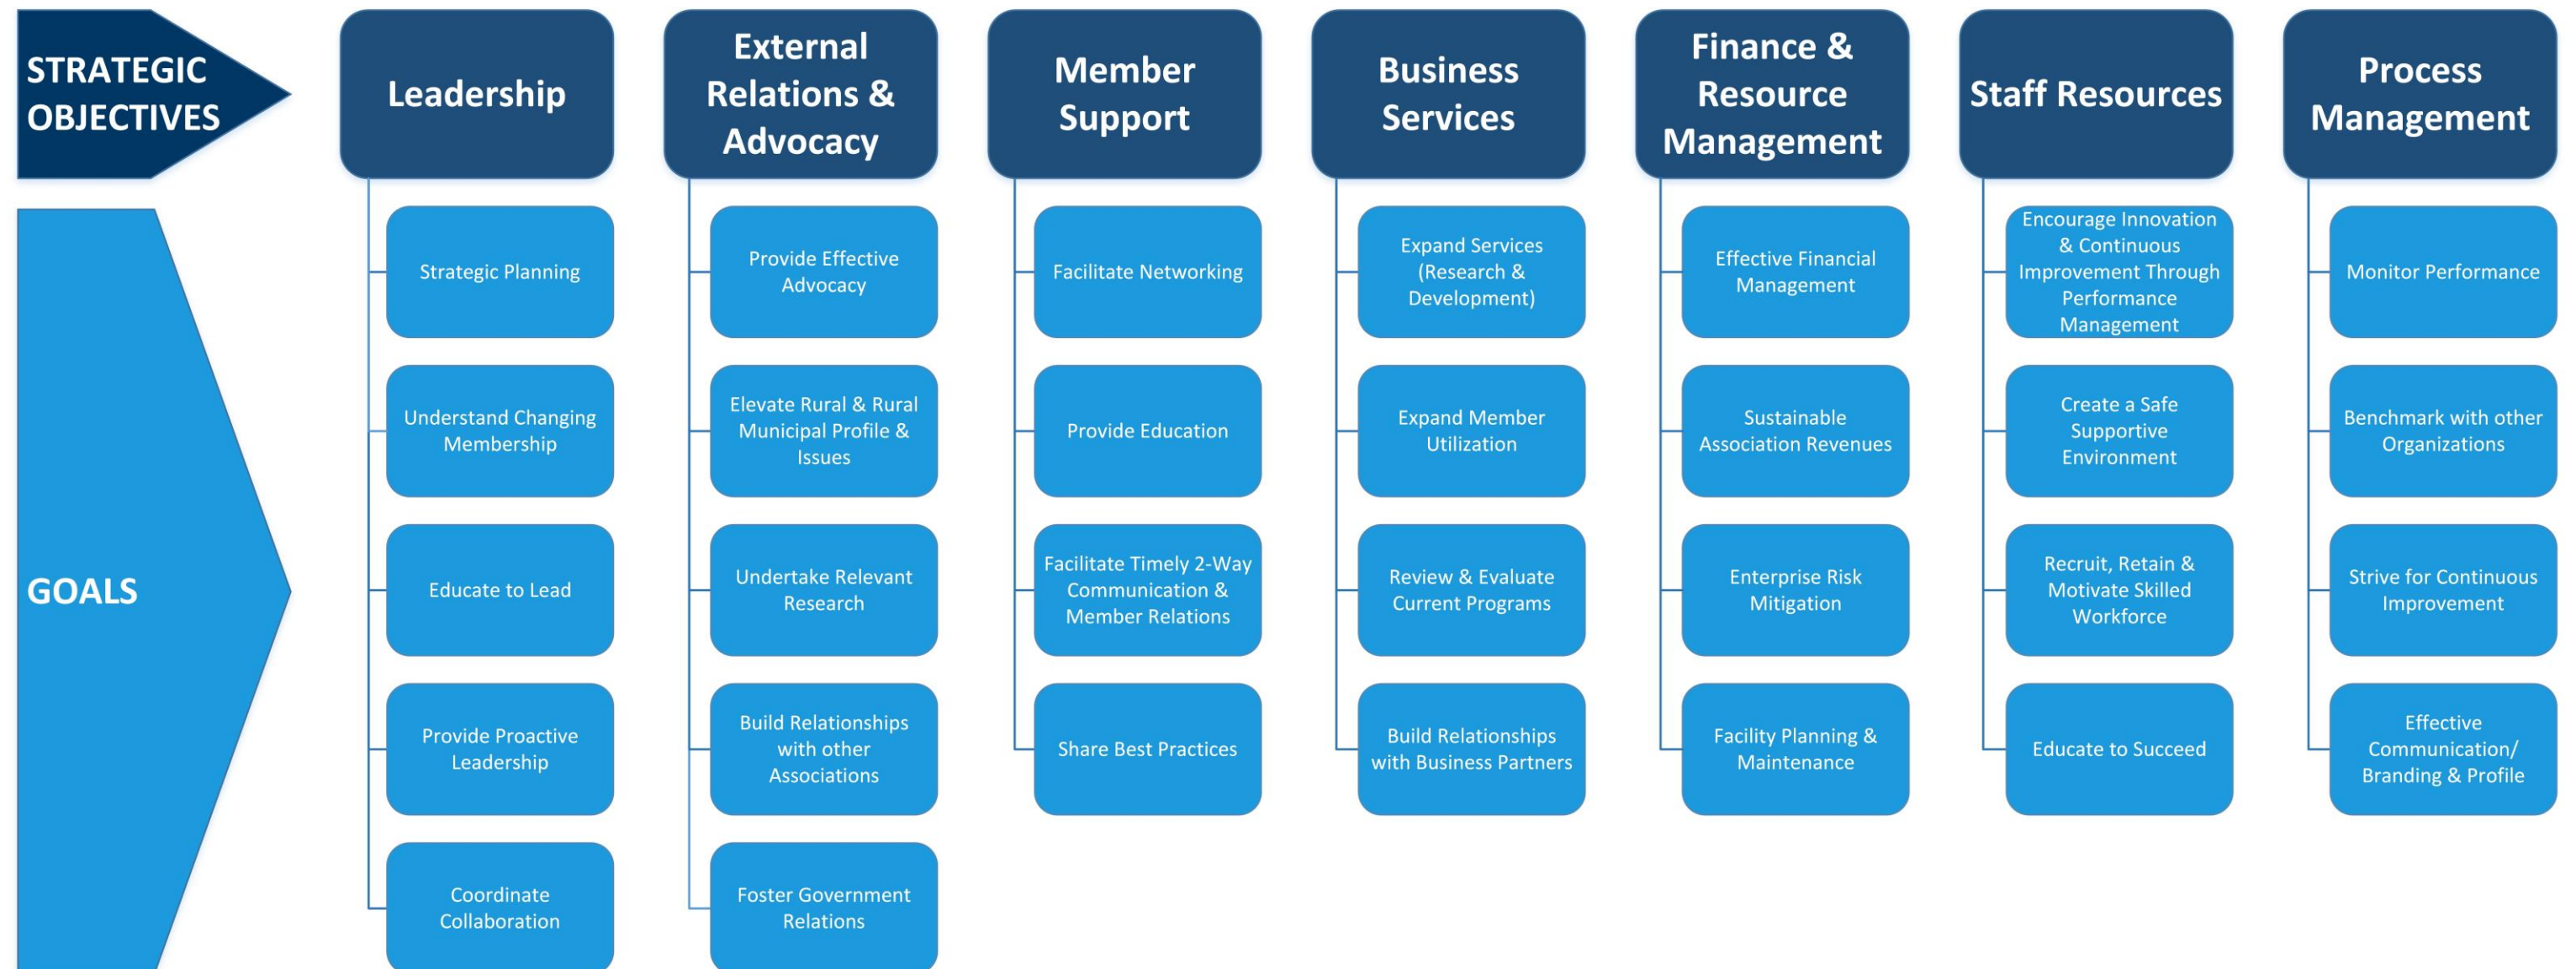 STRATEGIC
OBJECTIVES
Leadership
External
Relations &
Advocacy
Member
Support
Business
Services
Finance &
Resource
Management
Staff Resources
Process
Management
GOALS
Strategic Planning
Understand Changing
Membership
Educate to Lead
Provide Proactive
Leadership
Coordinate
Collaboration
Provide Effective
Advocacy
Elevate Rural & Rural
Municipal Profile &
Issues
Undertake Relevant
Research
Build Relationships
with other
Associations
Foster Government
Relations
Facilitate Networking
Provide Education
Facilitate Timely 2-Way
Communication &
Member Relations
Share Best Practices
Expand Services
(Research &
Development)
Expand Member
Utilization
Review & Evaluate
Current Programs
Build Relationships
with Business Partners
Effective Financial
Management
Sustainable
Association Revenues
Enterprise Risk
Mitigation
Facility Planning &
Maintenance
Encourage Innovation
& Continuous
Improvement Through
Performance
Management
Create a Safe
Supportive
Environment
Recruit, Retain &
Motivate Skilled
Workforce
Educate to Succeed
Monitor Performance
Benchmark with other
Organizations
Strive for Continuous
Improvement
Effective
Communication/
Branding & Profile